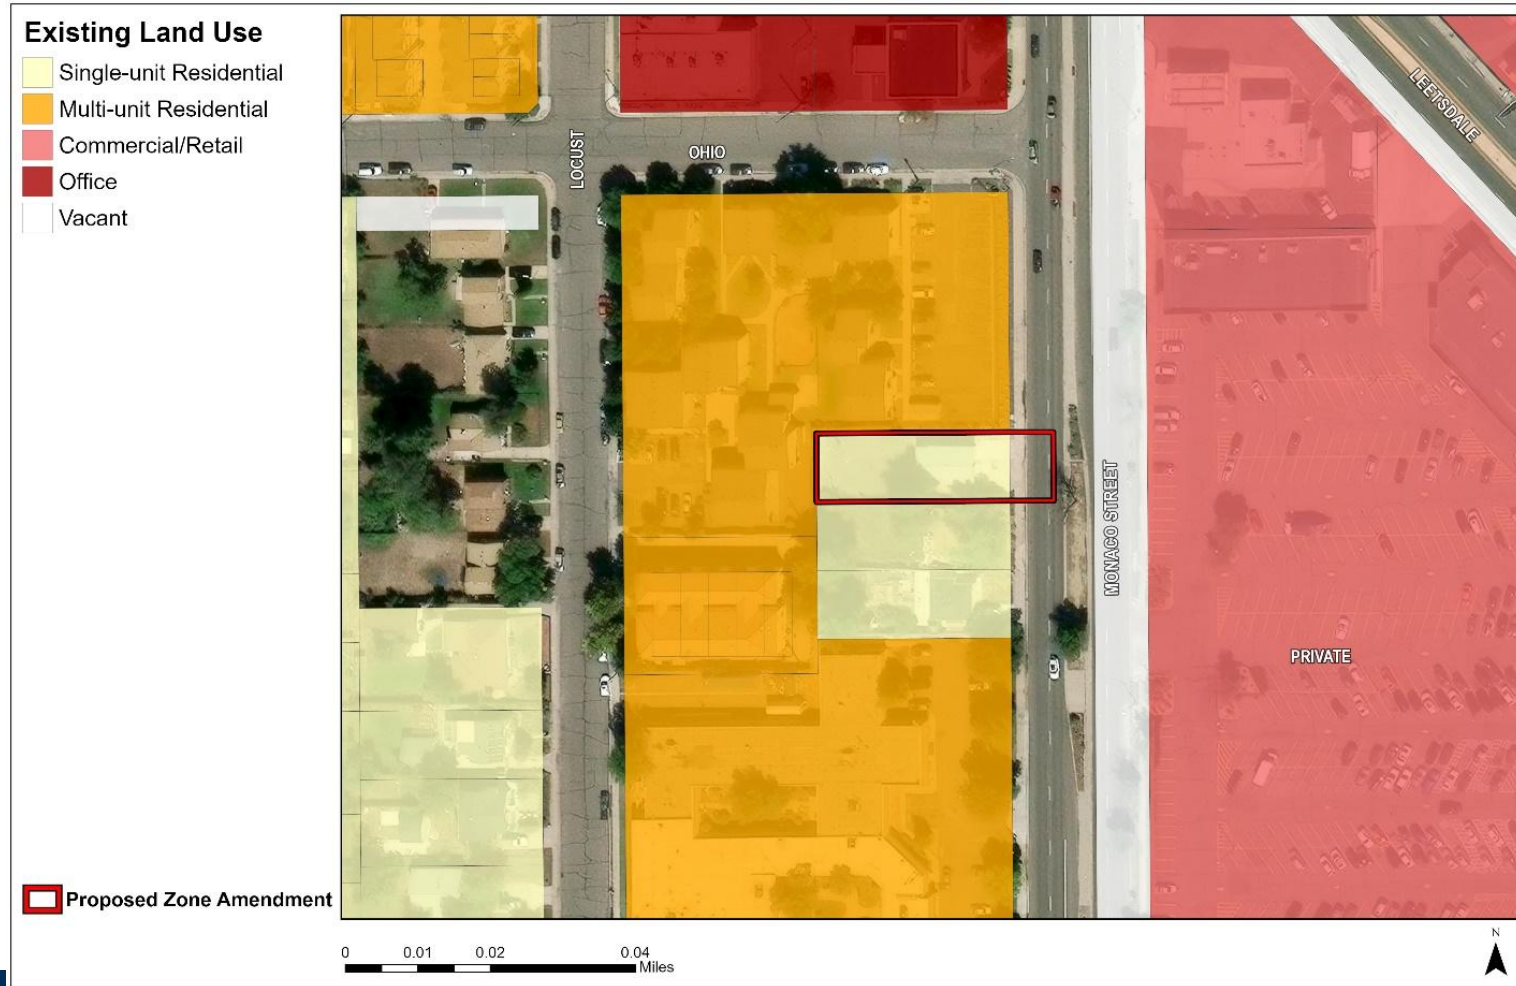 Existing Land Use
Single-unit Residential
Multi-unit Residential
Commercial/Retail
Office
Vacant
LEETSDALE
LOCUST
OHIO
MONACO STREET
PRIVATE
Proposed Zone Amendment
0 0.01 0.02 0.04
Miles
N